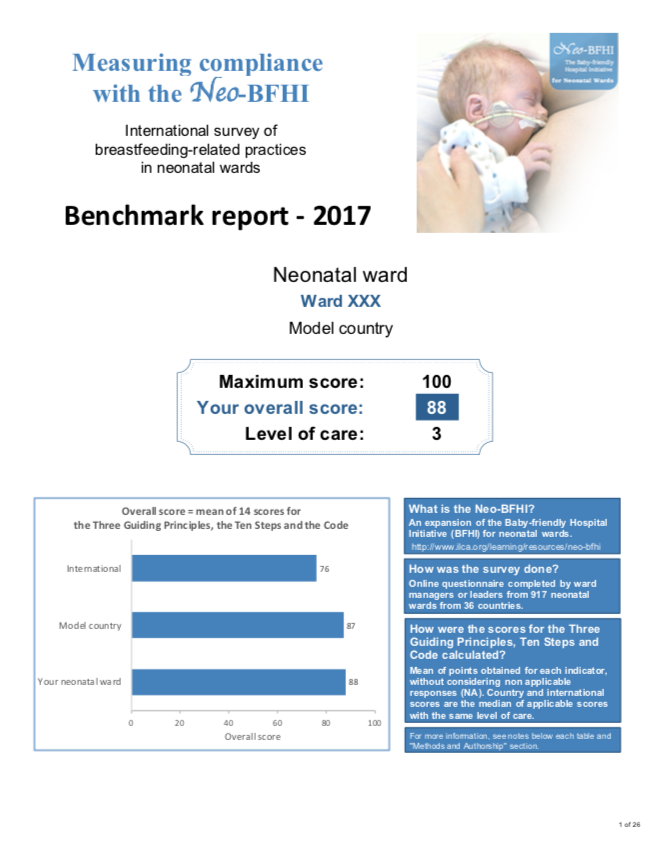 Measuring compliance
with the Neo-BFHI
International survey of
breastfeeding-related practices
in neonatal wards
Benchmark report - 2017
Neo-BFHI
The Baby-friendly
Hospital Initiative
for Neonatal Wards
Neonatal ward
Ward XXX
Model country
Maximum score: 100
Your overall score: 88
Level of care: 3
Overall score = mean of 14 scores for
the Three Guiding Principles, the Ten Steps and the Code
International 76
Model country 87
Your neonatal ward 88
0 20 40 60 80 100
Overall score
What is the Neo-BFHI?
An expansion of the Baby-friendly Hospital
Initiative (BFHI) for neonatal wards.
http://www.ilca.org/learning/resources/neo-bfhi
How was the survey done?
Online questionnaire completed by ward
managers or leaders from 917 neonatal
wards from 36 countries.
How were the scores for the Three
Guiding Principles, Ten Steps and
Code calculated?
Mean of points obtained for each indicator,
without considering non applicable
responses (NA). Country and international
scores are the median of applicable scores
with the same level of care.
For more information, see notes below each table and
"Methods and Authorship" section.
1 of 26